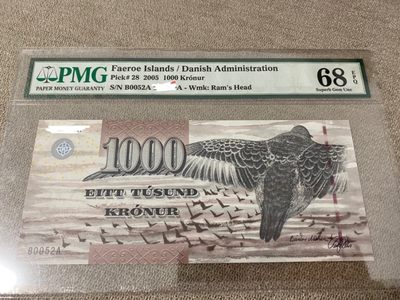 PMG
PAPER MONEY GUARANTY
Faeroe Islands / Danish Administration
Pick# 28 2005 1000 Krónur
S/N B0052A A - Wmk: Ram's Head
68 EPQ
Superb Gem Unc
1000
EITT TÚSUND
KRÓNUR
B0052A